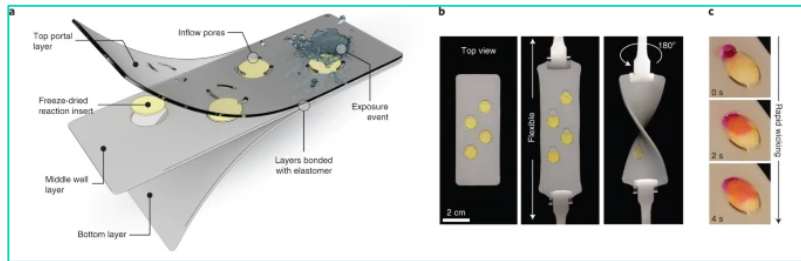 a
Top portal
layer
Inflow pores
Freeze-dried
reaction insert
Exposure
event
Layers bonded
with elastomer
Middle well
layer
Bottom layer
b
Top view
2 cm
Flexible
180°
c
0 s
2 s
4 s
Rapid wicking